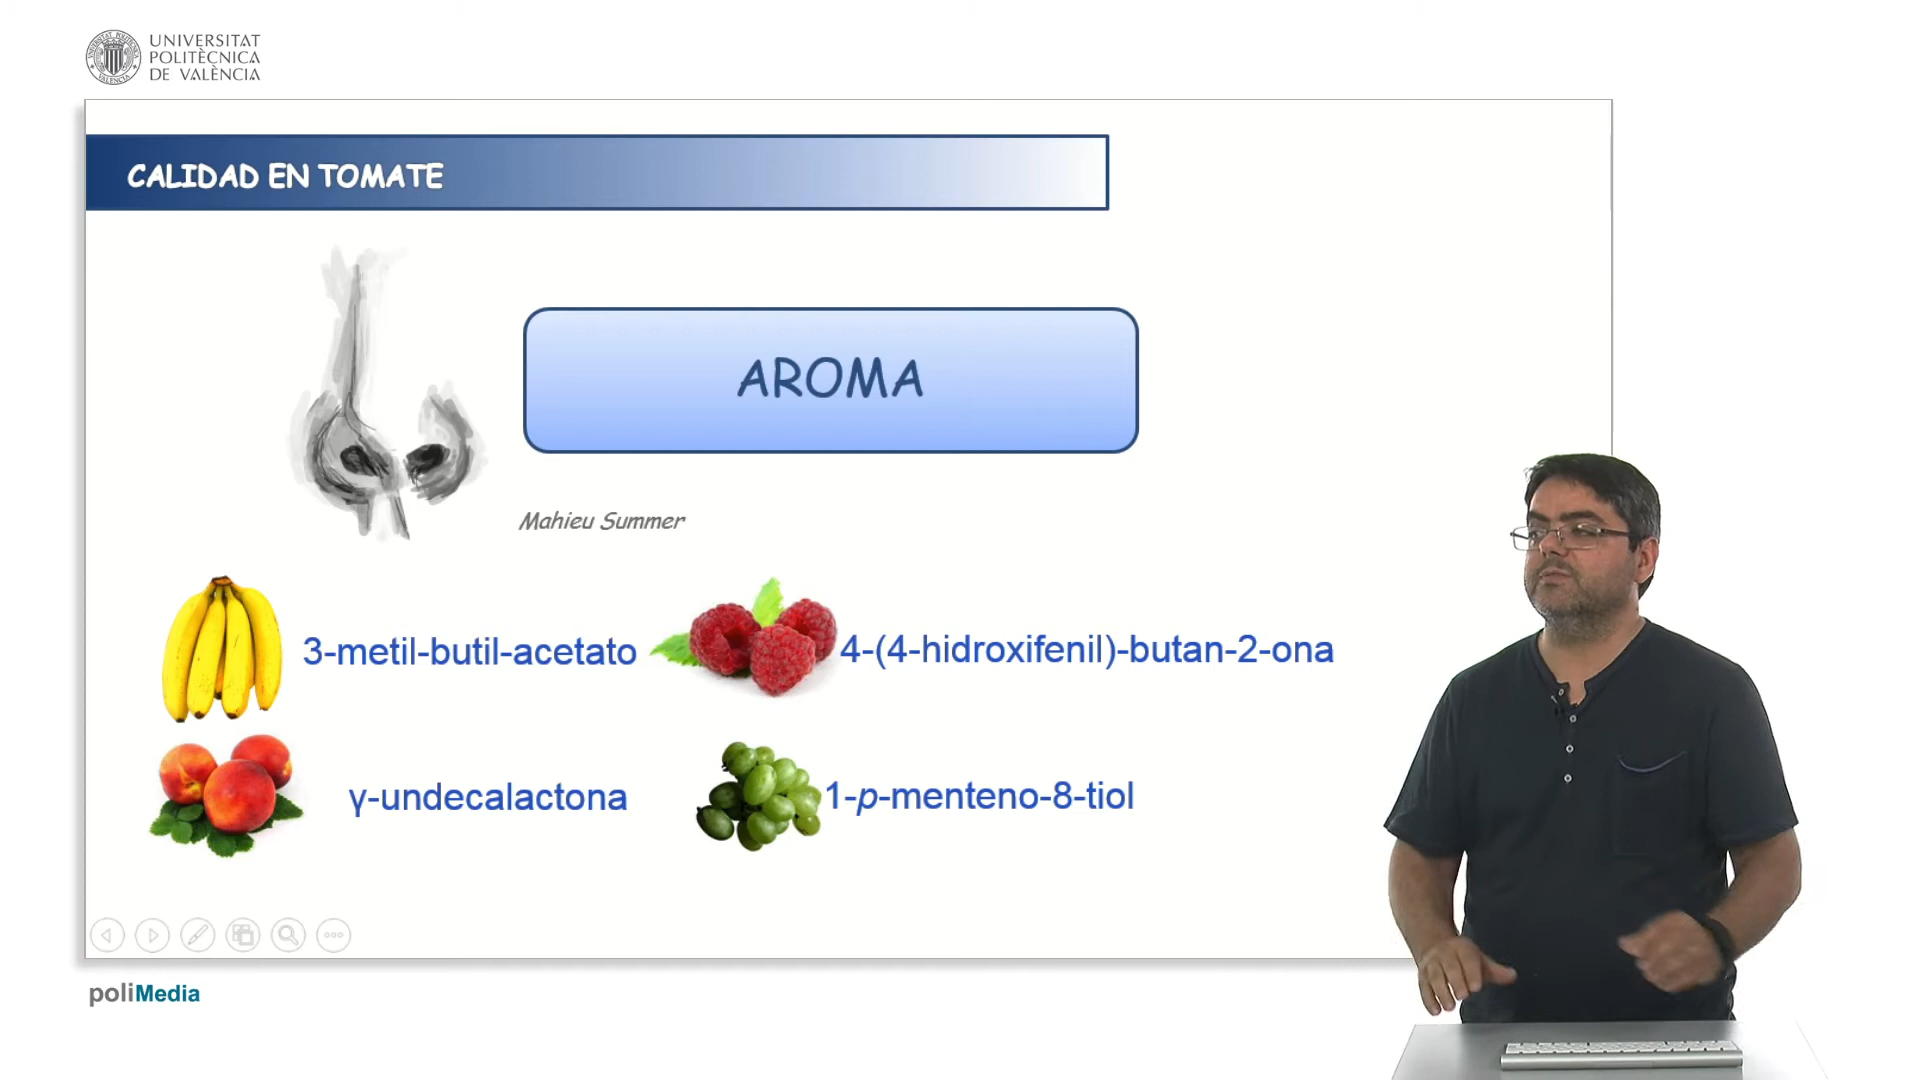 UNIVERSITAT
POLITÈCNICA
DE VALÈNCIA
CALIDAD EN TOMATE
AROMA
Mahieu Summer
3-metil-butil-acetato
4-(4-hidroxifenil)-butan-2-ona
γ-undecalactona
1-p-menteno-8-tiol
poliMedia